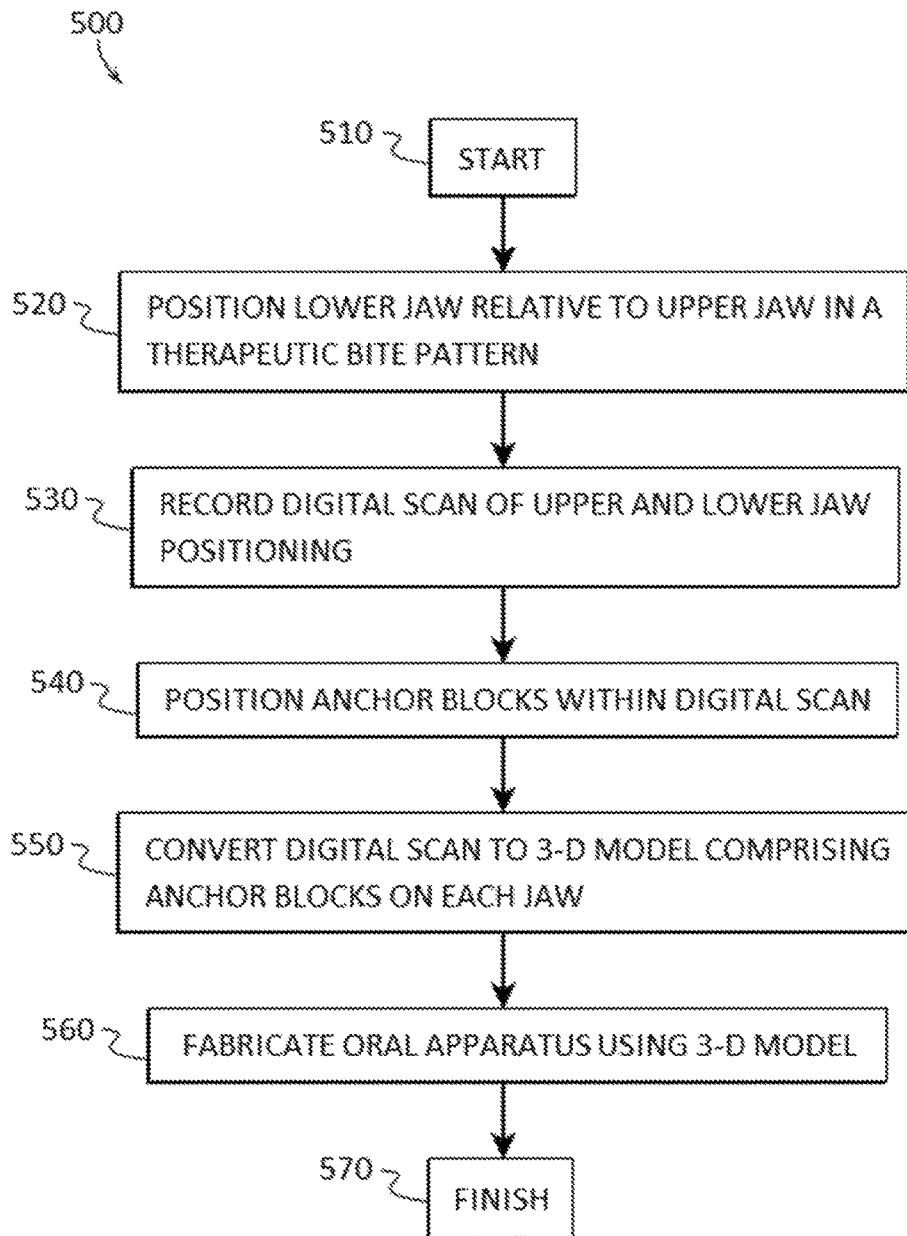 500
510
START
520
POSITION LOWER JAW RELATIVE TO UPPER JAW IN A
THERAPEUTIC BITE PATTERN
530
RECORD DIGITAL SCAN OF UPPER AND LOWER JAW
POSITIONING
540
POSITION ANCHOR BLOCKS WITHIN DIGITAL SCAN
550
CONVERT DIGITAL SCAN TO 3-D MODEL COMPRISING
ANCHOR BLOCKS ON EACH JAW
560
FABRICATE ORAL APPARATUS USING 3-D MODEL
570
FINISH